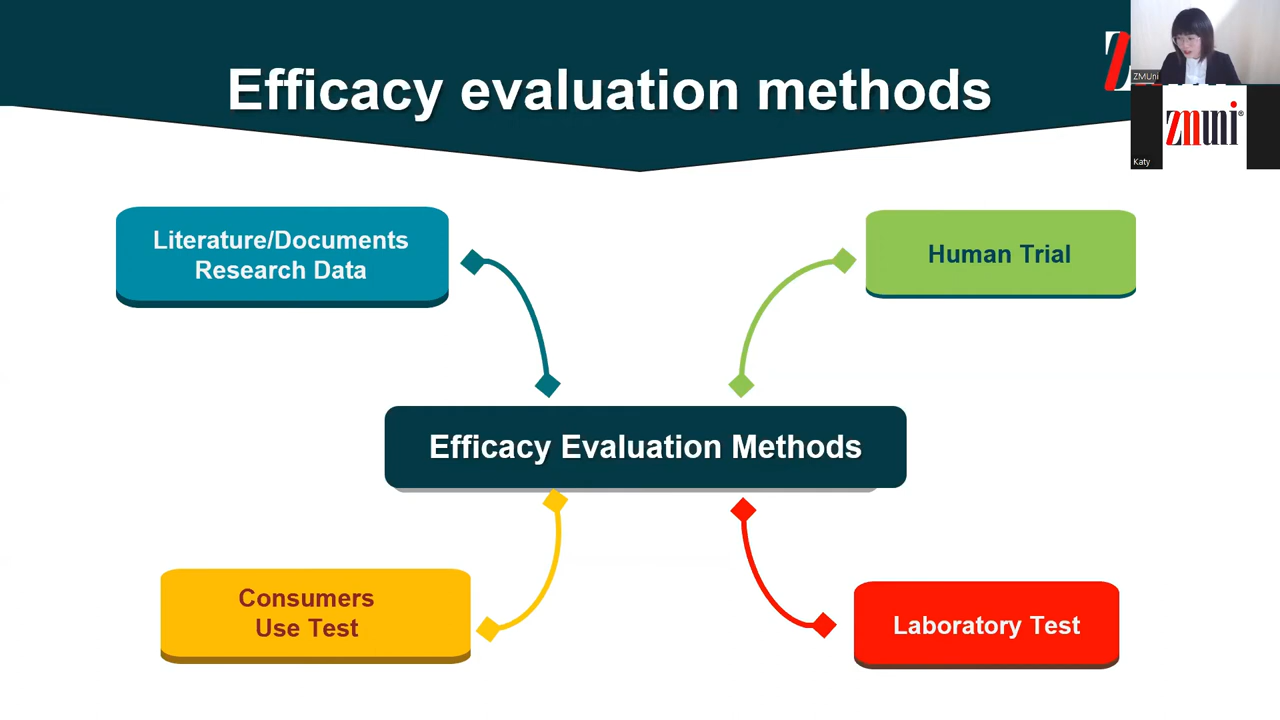 Efficacy evaluation methods
Z
ZMUni
zmuni®
Katy
Literature/Documents
Research Data
Human Trial
Efficacy Evaluation Methods
Consumers
Use Test
Laboratory Test